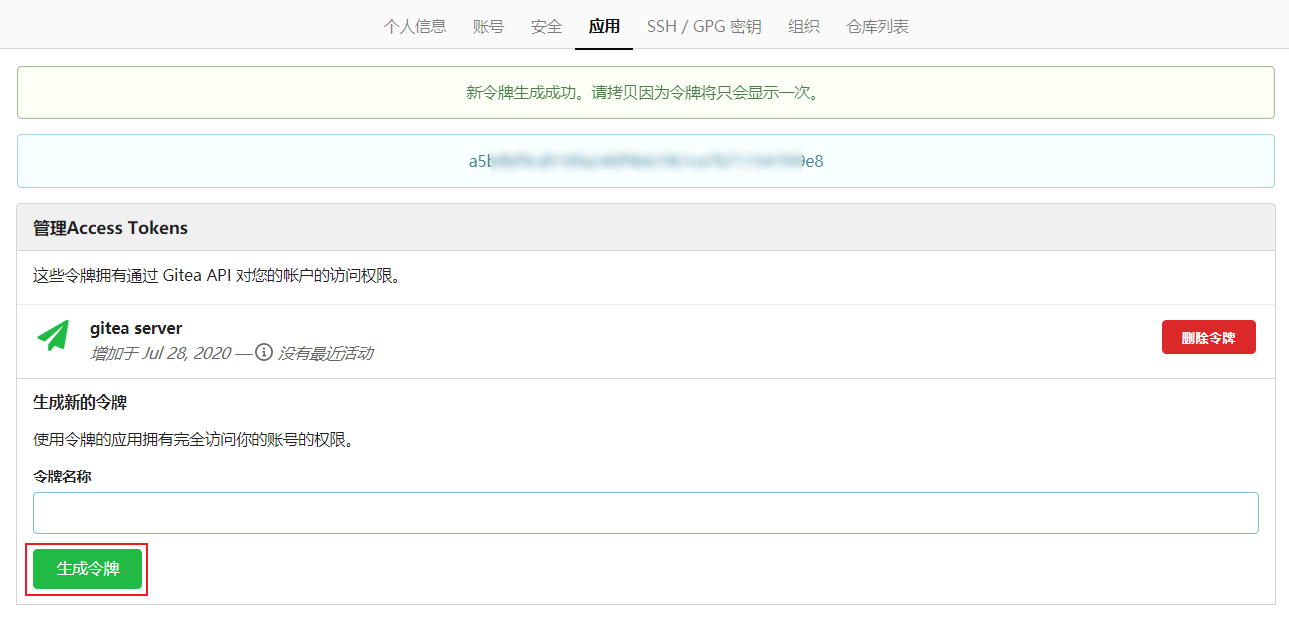 个人信息 账号 安全 应用 SSH / GPG 密钥 组织 仓库列表
新令牌生成成功。请拷贝因为令牌将只会显示一次。
a5 9e8
管理Access Tokens
这些令牌拥有通过 Gitea API 对您的帐户的访问权限。
gitea server
增加于 Jul 28, 2020 — 没有最近活动
删除令牌
生成新的令牌
使用令牌的应用拥有完全访问你的账号的权限。
令牌名称
生成令牌